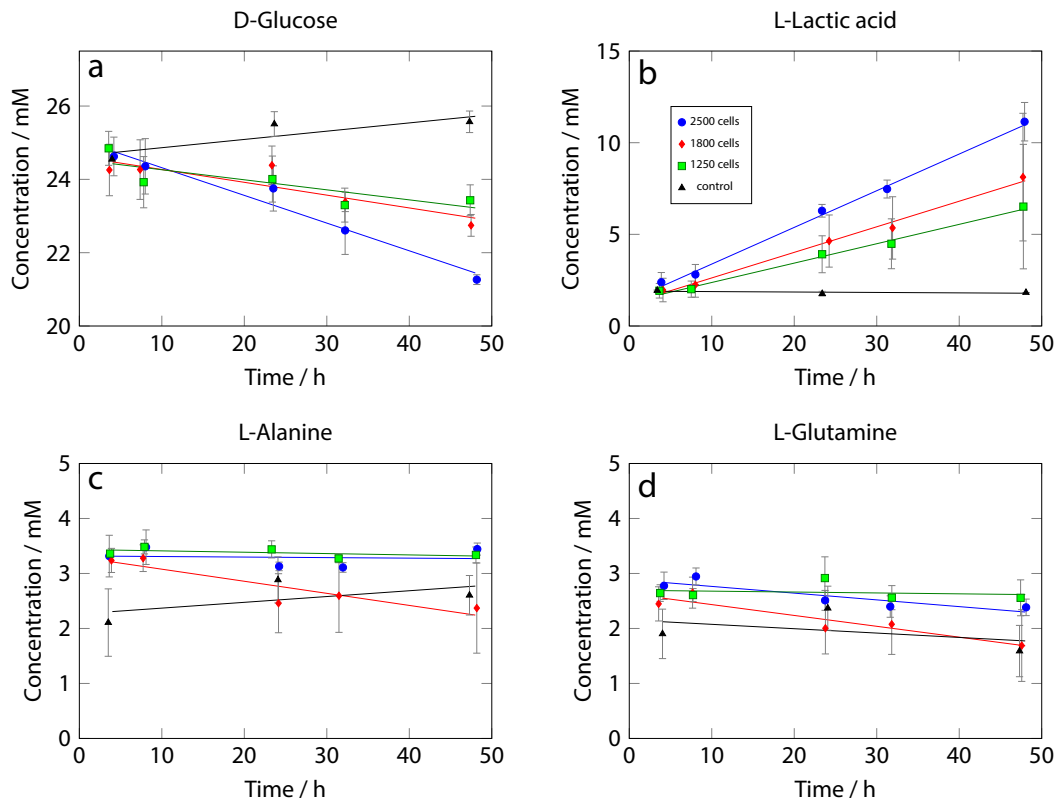 D-Glucose
a
Concentration / mM
26
24
22
20
0 10 20 30 40 50
Time / h
L-Lactic acid
b
Concentration / mM
15
10
5
0
2500 cells
1800 cells
1250 cells
control
0 10 20 30 40 50
Time / h
L-Alanine
c
Concentration / mM
5
4
3
2
1
0
0 10 20 30 40 50
Time / h
L-Glutamine
d
Concentration / mM
5
4
3
2
1
0
0 10 20 30 40 50
Time / h